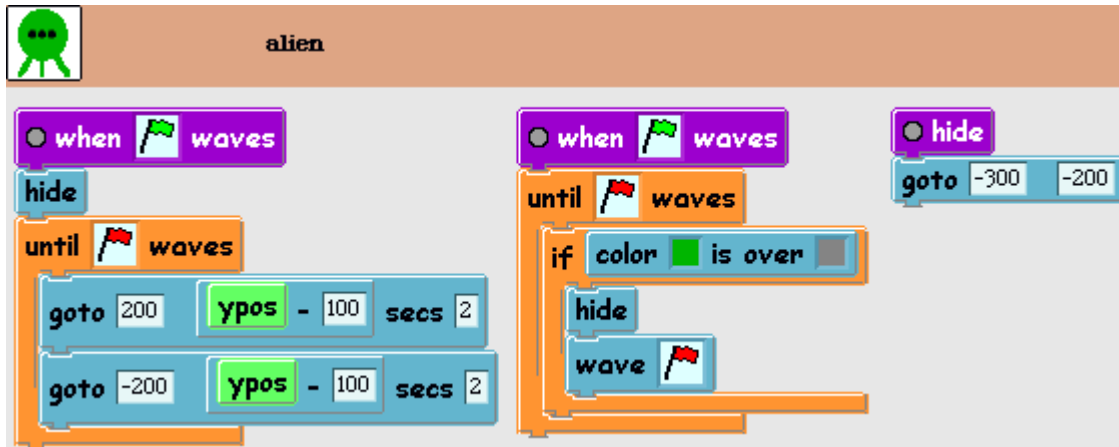 alien
when waves
hide
until waves
goto 200 ypos - 100 secs 2
goto -200 ypos - 100 secs 2
when waves
until waves
if color is over
hide
wave
hide
goto -300 -200